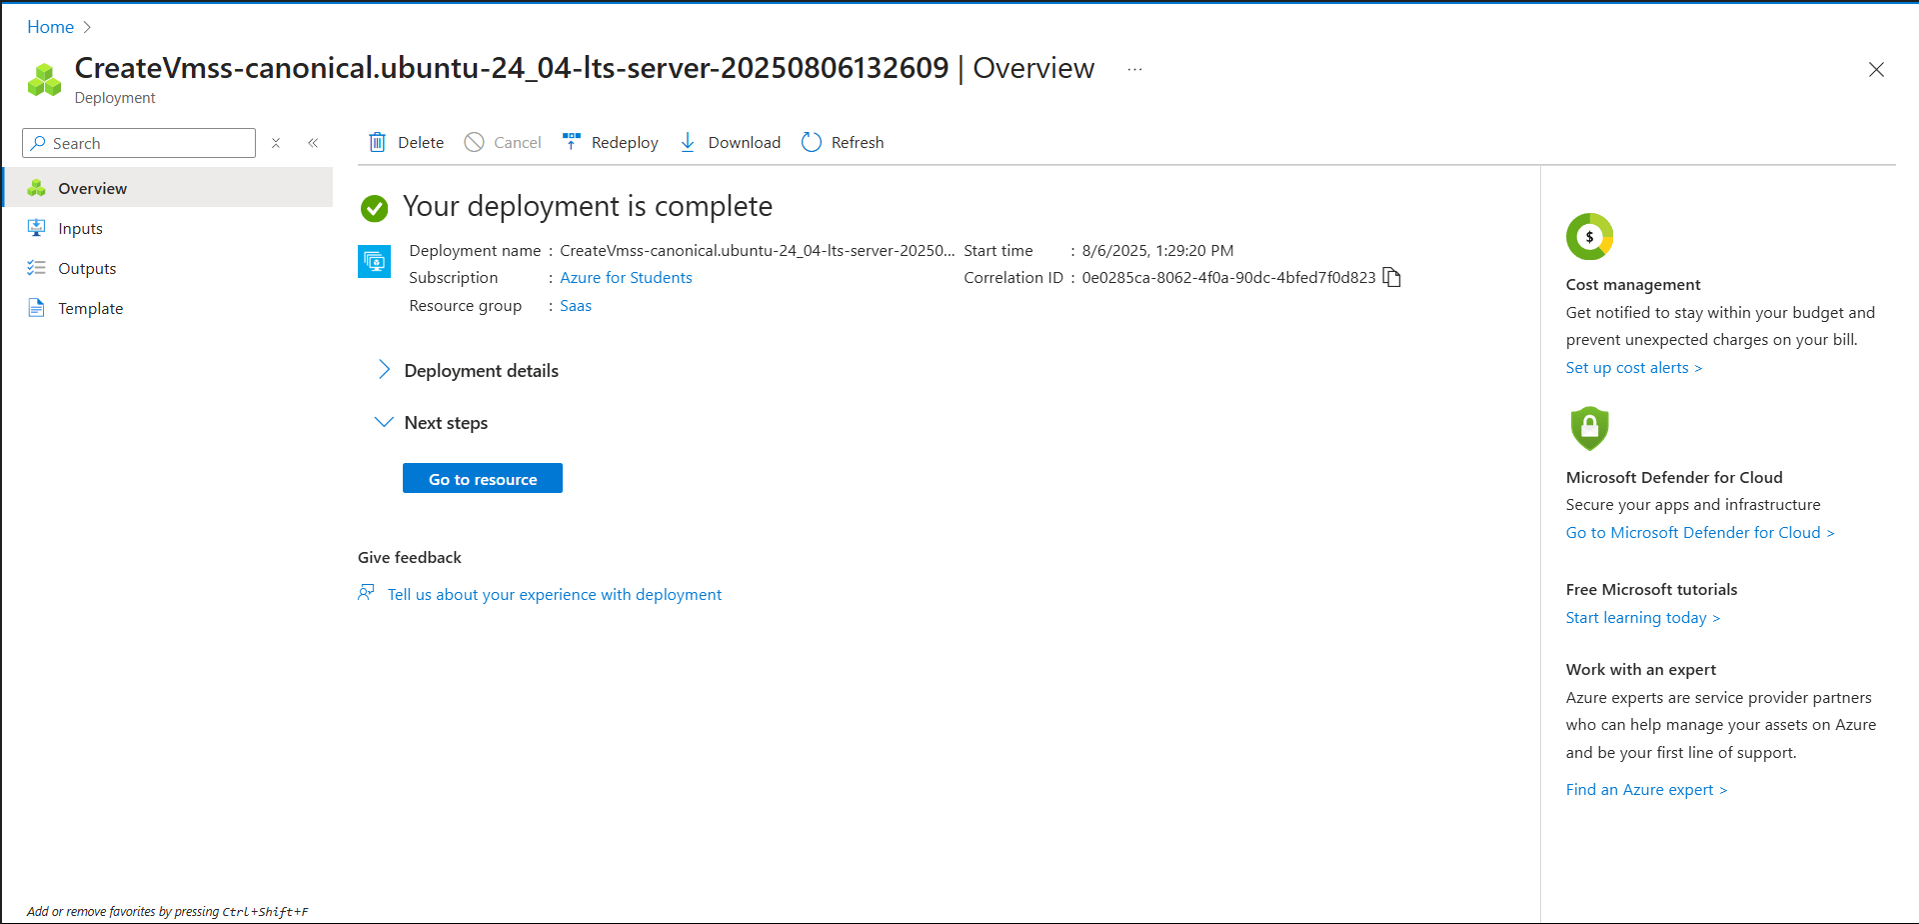 Home
CreateVmss-canonical.ubuntu-24_04-lts-server-20250806132609 | Overview ...
Deployment
Search
Delete Cancel Redeploy Download Refresh
Overview
Inputs
Outputs
Template
Your deployment is complete
Deployment name : CreateVmss-canonical.ubuntu-24_04-lts-server-20250...
Subscription : Azure for Students
Resource group : Saas
Start time : 8/6/2025, 1:29:20 PM
Correlation ID : 0e0285ca-8062-4f0a-90dc-4bfed7f0d823
Deployment details
Next steps
Go to resource
Give feedback
Tell us about your experience with deployment
$
Cost management
Get notified to stay within your budget and
prevent unexpected charges on your bill.
Set up cost alerts >
Microsoft Defender for Cloud
Secure your apps and infrastructure
Go to Microsoft Defender for Cloud >
Free Microsoft tutorials
Start learning today >
Work with an expert
Azure experts are service provider partners
who can help manage your assets on Azure
and be your first line of support.
Find an Azure expert >
Add or remove favorites by pressing Ctrl+Shift+F